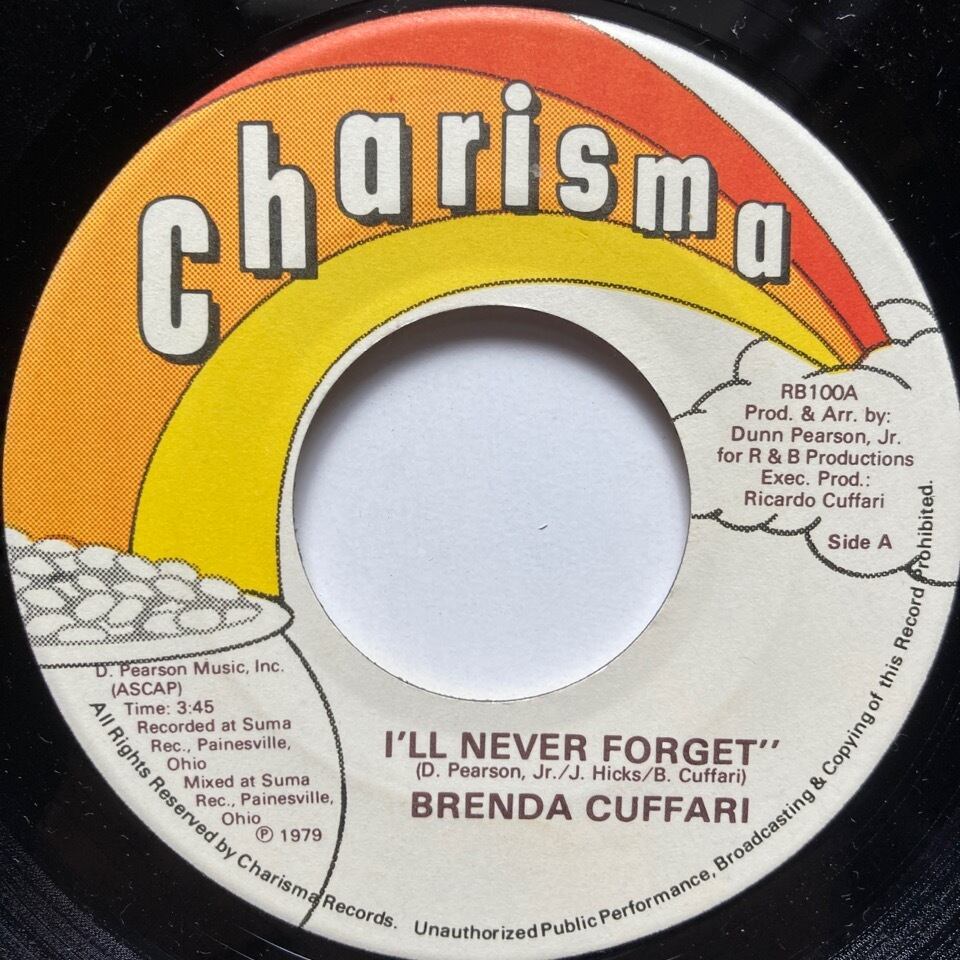 Charisma
RB100A
Prod. & Arr. by:
Dunn Pearson, Jr.
for R & B Productions
Exec. Prod.:
Ricardo Cuffari
Side A
D. Pearson Music, Inc.
(ASCAP)
Time: 3:45
Recorded at Suma
Rec., Painesville,
Ohio
Mixed at Suma
Rec., Painesville,
Ohio
℗ 1979
I'LL NEVER FORGET''
(D. Pearson, Jr./J. Hicks/B. Cuffari)
BRENDA CUFFARI
All Rights Reserved by Charisma Records. Unauthorized Public Performance, Broadcasting & Copying of this Record Prohibited.